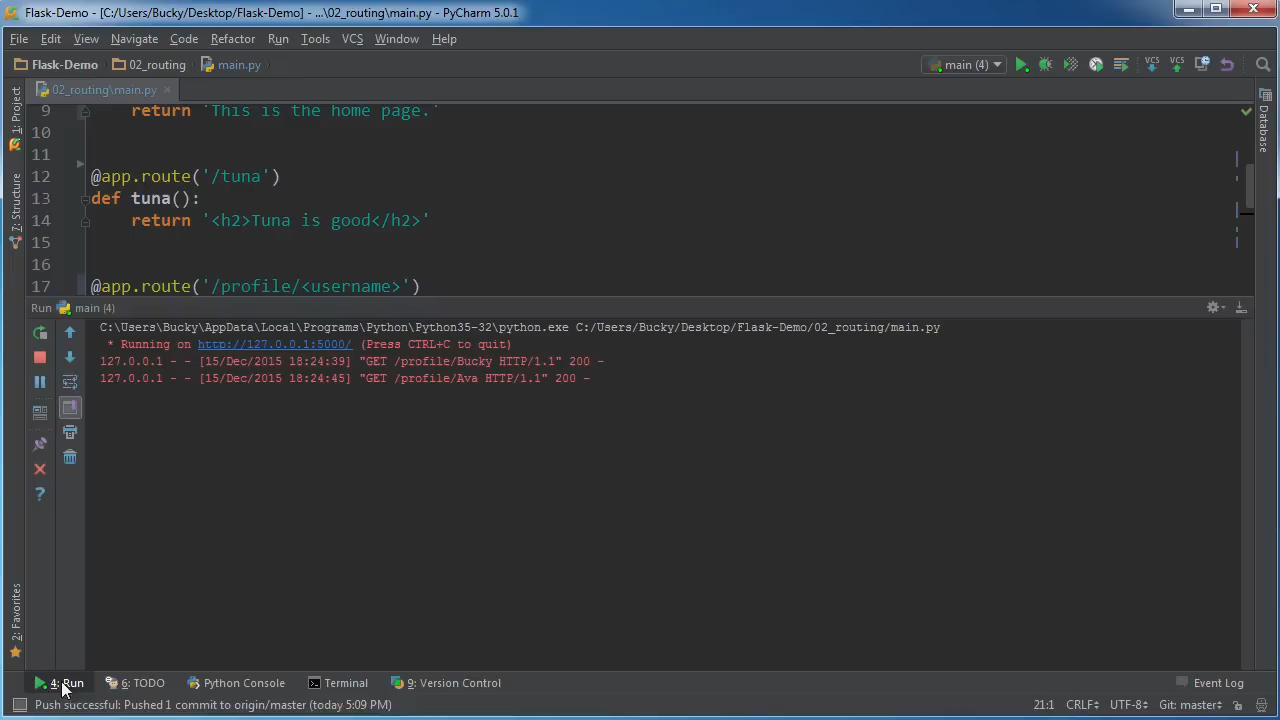 Flask-Demo - [C:/Users/Bucky/Desktop/Flask-Demo] - ...\02_routing\main.py - PyCharm 5.0.1
File Edit View Navigate Code Refactor Run Tools VCS Window Help
Flask-Demo 02_routing main.py main (4) VCS VCS
1: Project
7: Structure
2: Favorites
Database
02_routing\main.py
9 return 'This is the home page.'
10
11
12 @app.route('/tuna')
13 def tuna():
14 return '<h2>Tuna is good</h2>'
15
16
17 @app.route('/profile/<username>')
Run main (4)
C:\Users\Bucky\AppData\Local\Programs\Python\Python35-32\python.exe C:/Users/Bucky/Desktop/Flask-Demo/02_routing/main.py
* Running on http://127.0.0.1:5000/ (Press CTRL+C to quit)
127.0.0.1 - - [15/Dec/2015 18:24:39] "GET /profile/Bucky HTTP/1.1" 200 -
127.0.0.1 - - [15/Dec/2015 18:24:45] "GET /profile/Ava HTTP/1.1" 200 -
4: Run 6: TODO Python Console Terminal 9: Version Control Event Log
Push successful: Pushed 1 commit to origin/master (today 5:09 PM) 21:1 CRLF UTF-8 Git: master